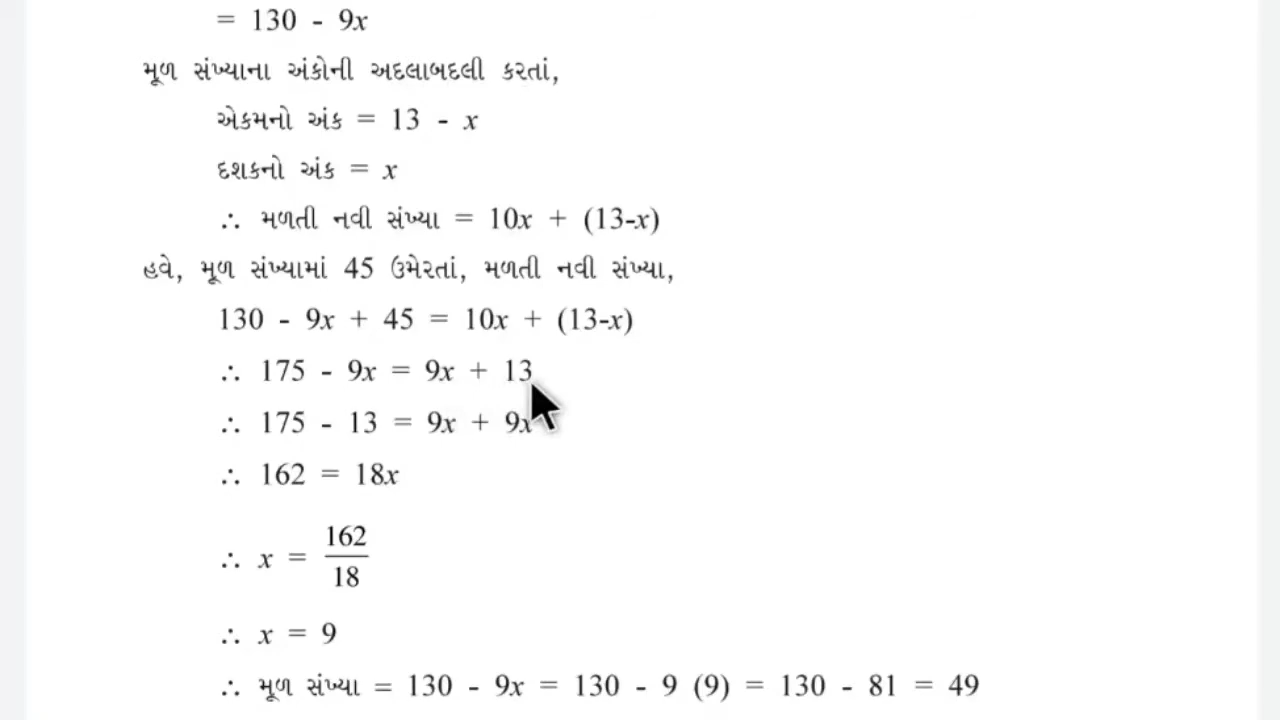 = 130 - 9x
મૂળ સંખ્યાના અંકોની અદલાબદલી કરતાં,
એકમનો અંક = 13 - x
દશકનો અંક = x
∴ મળતી નવી સંખ્યા = 10x + (13-x)
હવે, મૂળ સંખ્યામાં 45 ઉમેરતાં, મળતી નવી સંખ્યા,
130 - 9x + 45 = 10x + (13-x)
∴ 175 - 9x = 9x + 13
∴ 175 - 13 = 9x + 9x
∴ 162 = 18x
∴ x = 162/18
∴ x = 9
∴ મૂળ સંખ્યા = 130 - 9x = 130 - 9 (9) = 130 - 81 = 49